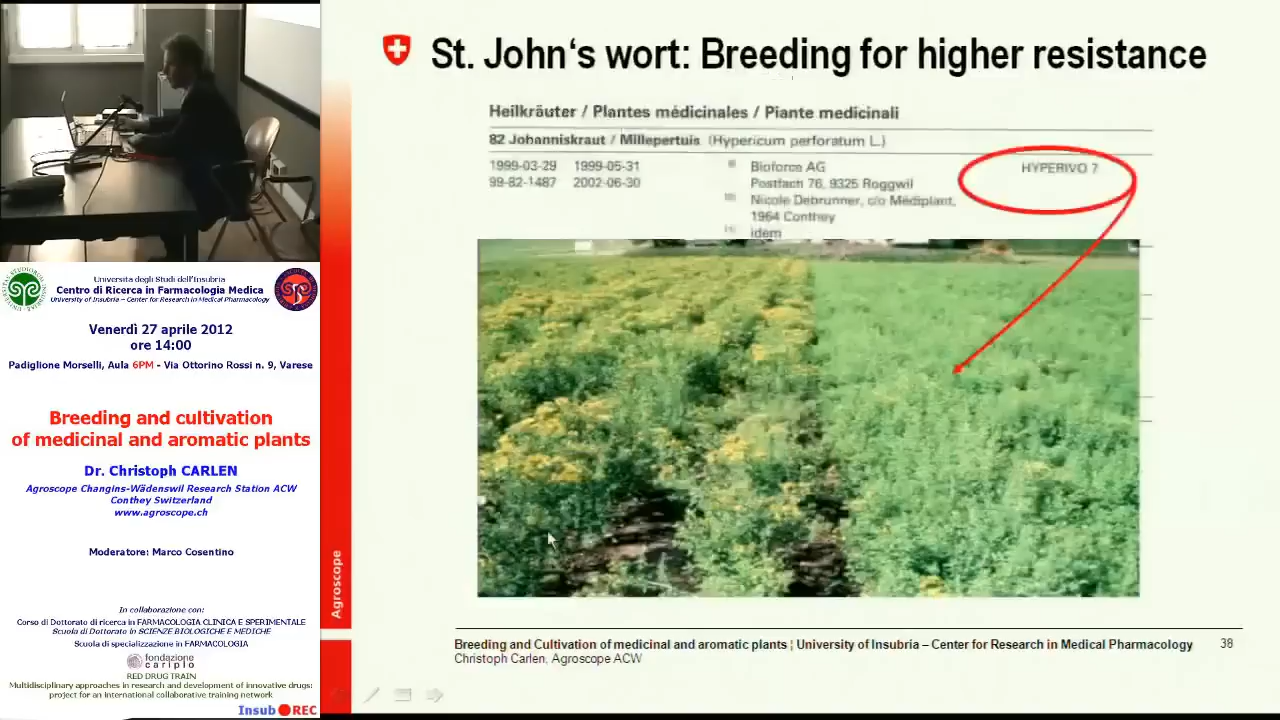 Università degli Studi dell'Insubria
Centro di Ricerca in Farmacologia Medica
University of Insubria – Center for Research in Medical Pharmacology
Venerdì 27 aprile 2012
ore 14:00
Padiglione Morselli, Aula 6PM - Via Ottorino Rossi n. 9, Varese
Breeding and cultivation
of medicinal and aromatic plants
Dr. Christoph CARLEN
Agroscope Changins-Wädenswil Research Station ACW
Conthey Switzerland
www.agroscope.ch
Moderatore: Marco Cosentino
In collaborazione con:
Corso di Dottorato di ricerca in FARMACOLOGIA CLINICA E SPERIMENTALE
Scuola di Dottorato in SCIENZE BIOLOGICHE E MEDICHE
Scuola di specializzazione in FARMACOLOGIA
fondazione
cariplo
RED DRUG TRAIN
Multidisciplinary approaches in research and development of innovative drugs:
project for an international collaborative training network
Insub REC
Agroscope
St. John‘s wort: Breeding for higher resistance
Heilkräuter / Plantes médicinales / Piante medicinali
82 Johanniskraut / Millepertuis (Hypericum perforatum L.)
1999-03-29 1999-05-31 Bioforce AG HYPERIVO 7
99-82-1487 2002-06-30 Postfach 76, 9325 Roggwil
Nicole Debrunner, c/o Médiplant,
1964 Conthey
idem
Breeding and Cultivation of medicinal and aromatic plants | University of Insubria – Center for Research in Medical Pharmacology 38
Christoph Carlen, Agroscope ACW